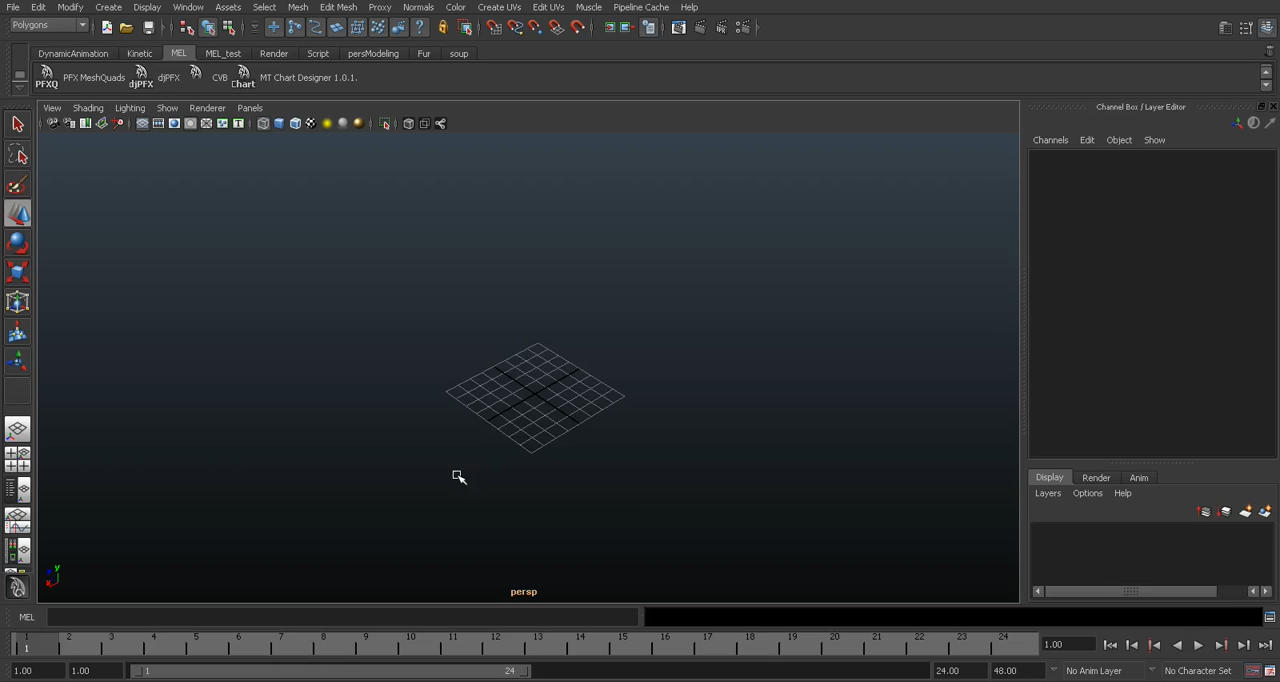 File Edit Modify Create Display Window Assets Select Mesh Edit Mesh Proxy Normals Color Create UVs Edit UVs Muscle Pipeline Cache Help
Polygons
DynamicAnimation Kinetic MEL MEL_test Render Script persModeling Fur soup
PFXQ PFX MeshQuads djPFX djPFX CVB Chart MT Chart Designer 1.0.1.
View Shading Lighting Show Renderer Panels
Channel Box / Layer Editor
Channels Edit Object Show
Display Render Anim
Layers Options Help
y
x
persp
MEL
1 2 3 4 5 6 7 8 9 10 11 12 13 14 15 16 17 18 19 20 21 22 23 24
1
1.00
1.00 1.00 1 24 24.00 48.00 No Anim Layer No Character Set